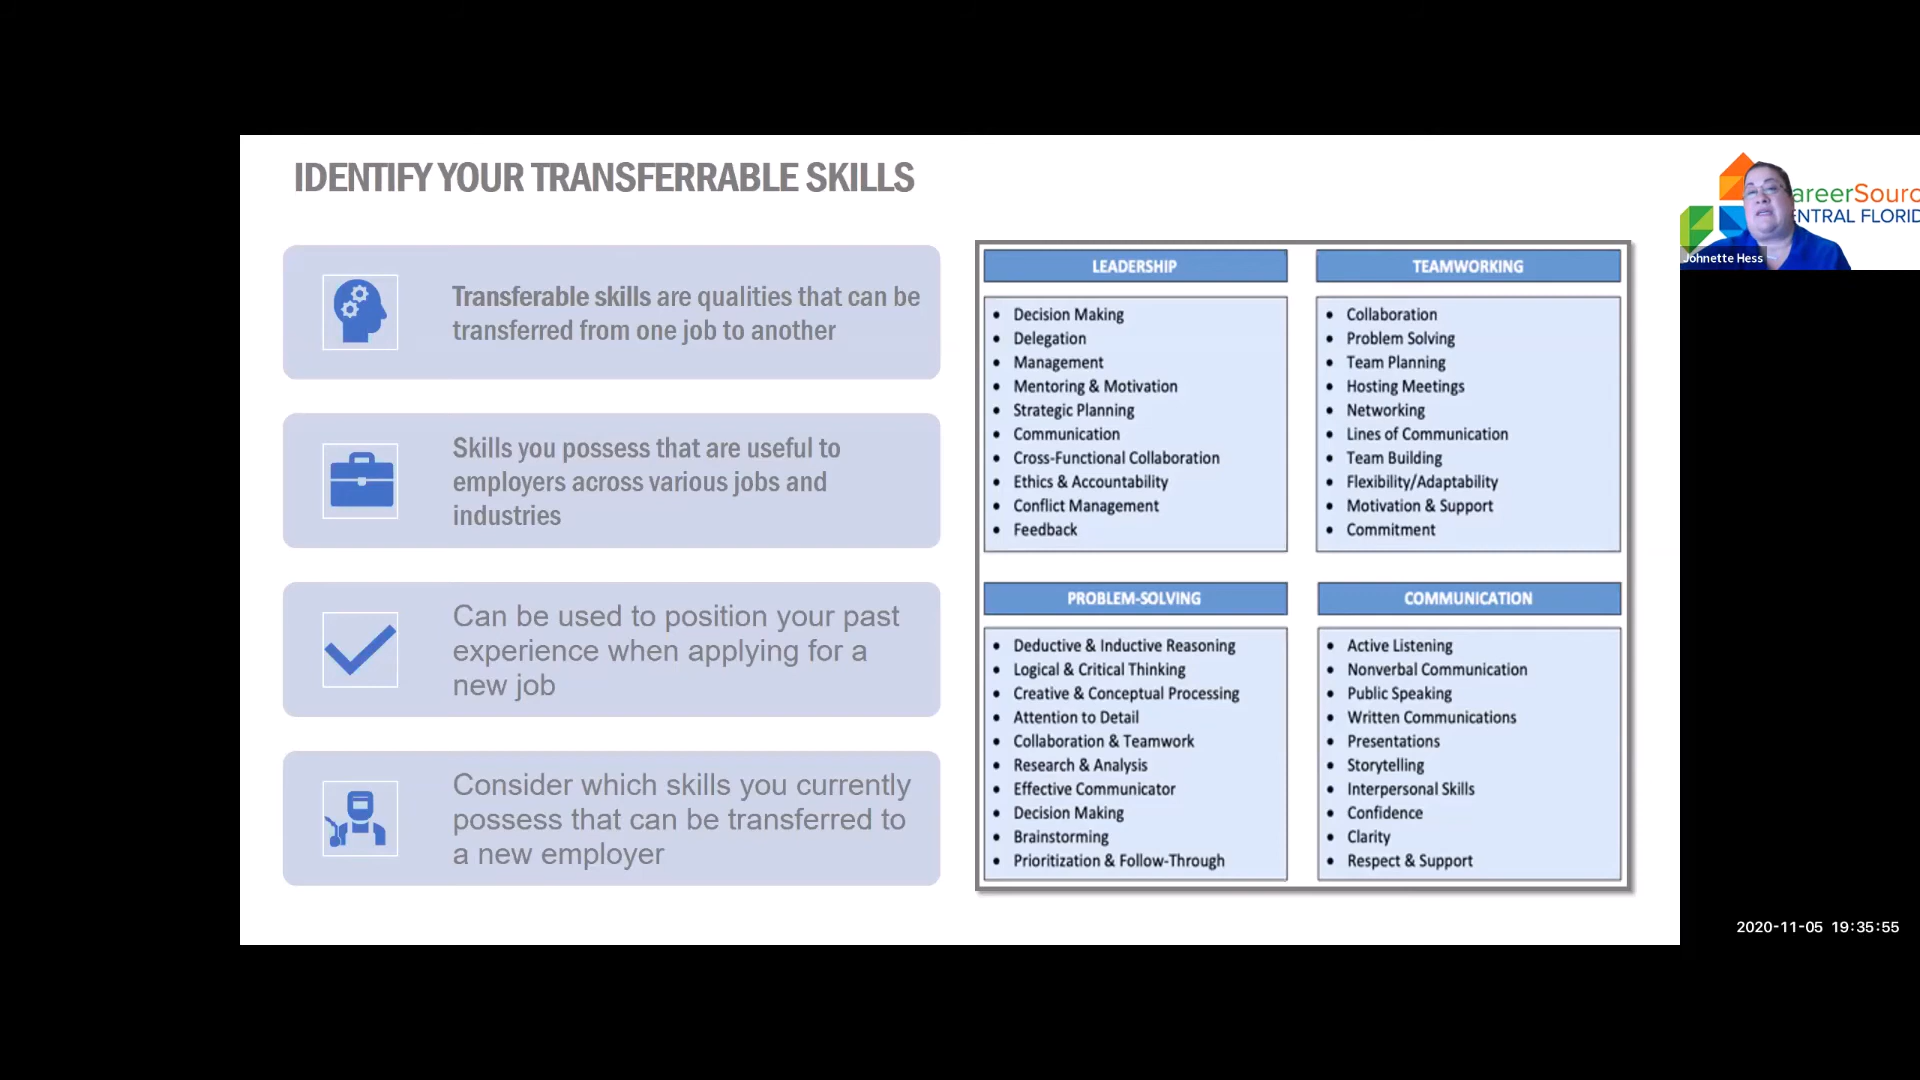 IDENTIFY YOUR TRANSFERRABLE SKILLS
Transferable skills are qualities that can be
transferred from one job to another
Skills you possess that are useful to
employers across various jobs and
industries
Can be used to position your past
experience when applying for a
new job
Consider which skills you currently
possess that can be transferred to
a new employer
LEADERSHIP
• Decision Making
• Delegation
• Management
• Mentoring & Motivation
• Strategic Planning
• Communication
• Cross-Functional Collaboration
• Ethics & Accountability
• Conflict Management
• Feedback
TEAMWORKING
• Collaboration
• Problem Solving
• Team Planning
• Hosting Meetings
• Networking
• Lines of Communication
• Team Building
• Flexibility/Adaptability
• Motivation & Support
• Commitment
PROBLEM-SOLVING
• Deductive & Inductive Reasoning
• Logical & Critical Thinking
• Creative & Conceptual Processing
• Attention to Detail
• Collaboration & Teamwork
• Research & Analysis
• Effective Communicator
• Decision Making
• Brainstorming
• Prioritization & Follow-Through
COMMUNICATION
• Active Listening
• Nonverbal Communication
• Public Speaking
• Written Communications
• Presentations
• Storytelling
• Interpersonal Skills
• Confidence
• Clarity
• Respect & Support
areerSourc
ENTRAL FLORID
Johnette Hess
2020-11-05 19:35:55